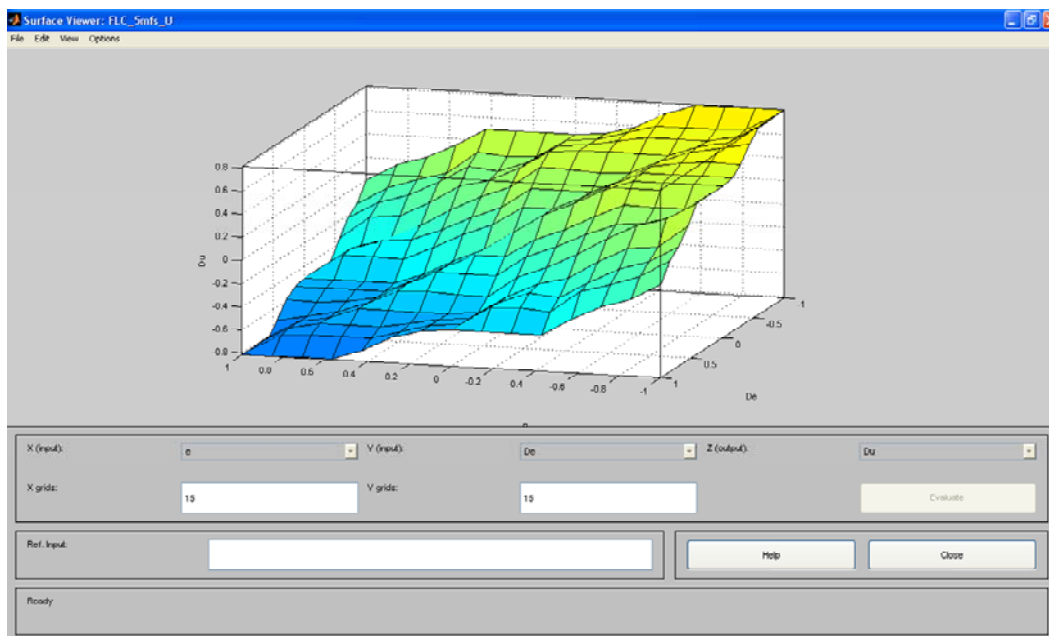 Surface Viewer: FLC_5mfs_U
File Edit View Options
0.8
0.6
0.4
0.2
0
-0.2
-0.4
-0.6
0.8
Du
1 0.8 0.6 0.4 0.2 0 -0.2 0.4 -0.6 -0.8 -1
e
1 0.5 0 -0.5 -1
De
X (input): e Y (input): De Z (output): Du
X grids: 15 Y grids: 15 Evaluate
Ref. Input: Help Close
Ready